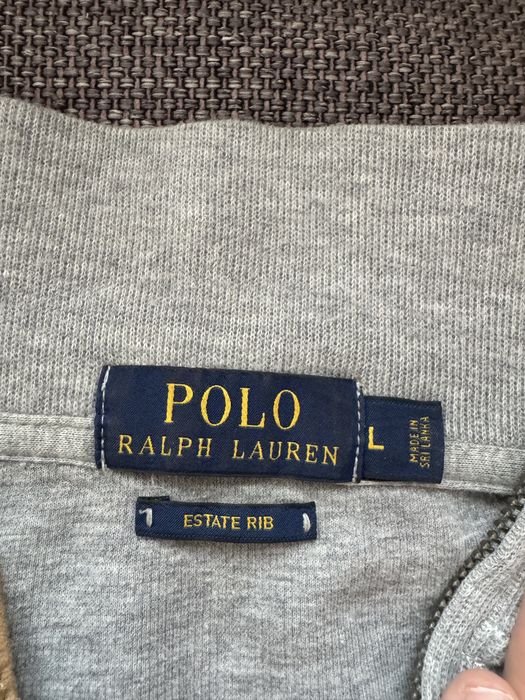 POLO
RALPH LAUREN
L
MADE IN
SRI LANKA
ESTATE RIB